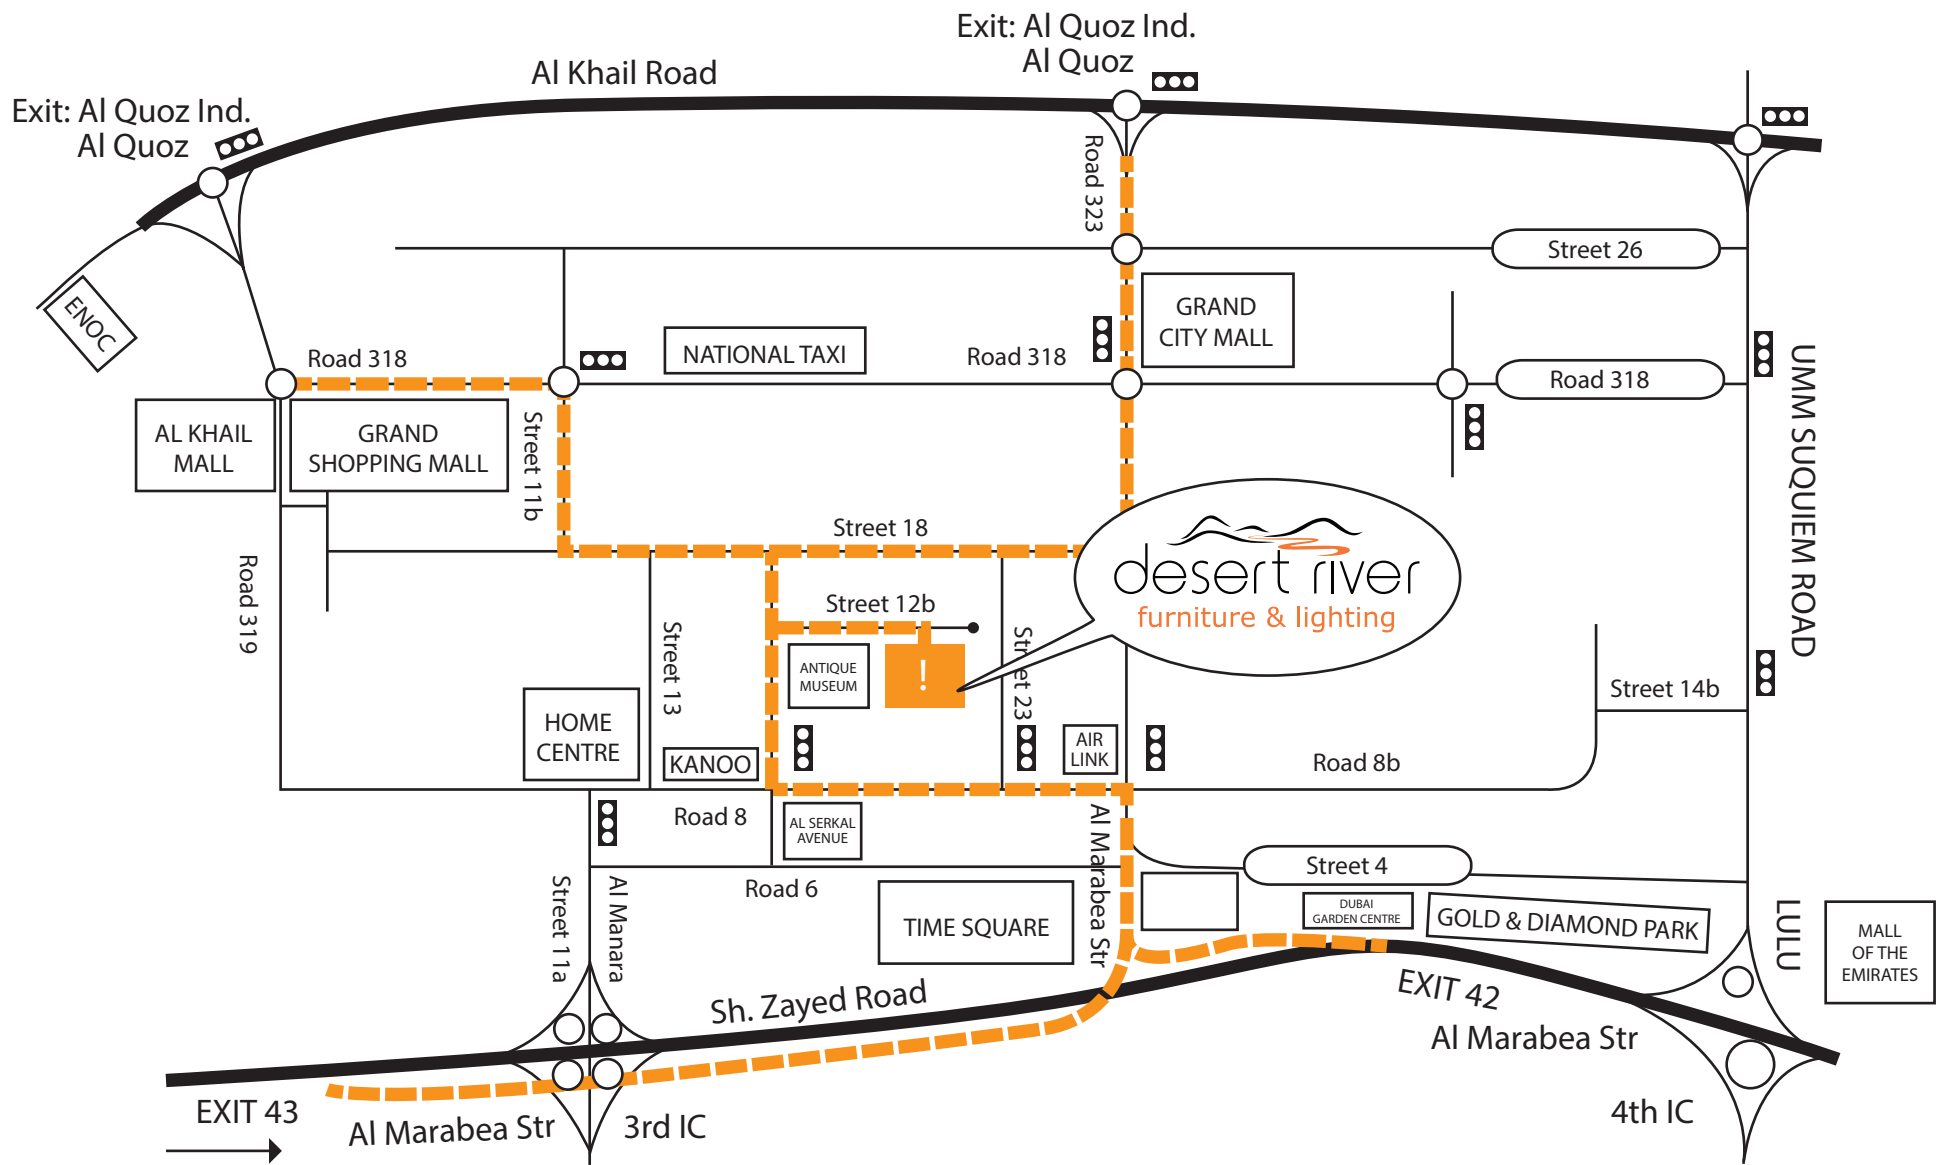 Exit: Al Quoz Ind.
Al Quoz
Al Khail Road
Exit: Al Quoz Ind.
Al Quoz
Road 323
Street 26
ENOC
GRAND
CITY MALL
NATIONAL TAXI
Road 318
Road 318
Road 318
AL KHAIL
MALL
GRAND
SHOPPING MALL
Street 11b
UMM SUQUIEM ROAD
Street 18
desert river
furniture & lighting
Road 319
Street 12b
Street 13
ANTIQUE
MUSEUM
!
Street 23
Street 14b
HOME
CENTRE
KANOO
AIR
LINK
Road 8b
Road 8
AL SERKAL
AVENUE
Al Marabea Str
Street 4
Road 6
Street 11a
Al Manara
TIME SQUARE
DUBAI
GARDEN CENTRE
GOLD & DIAMOND PARK
LULU
MALL
OF THE
EMIRATES
Sh. Zayed Road
EXIT 42
Al Marabea Str
EXIT 43
Al Marabea Str
3rd IC
4th IC